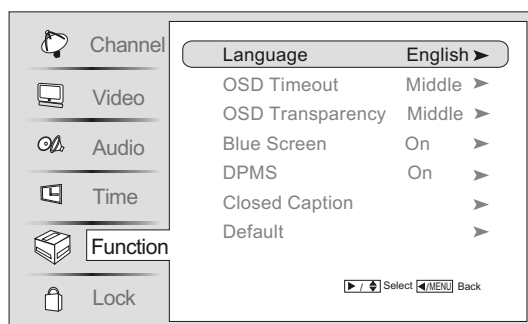 Channel
Video
Audio
Time
Function
Lock
Language English
OSD Timeout Middle
OSD Transparency Middle
Blue Screen On
DPMS On
Closed Caption
Default
/ Select /MENU Back